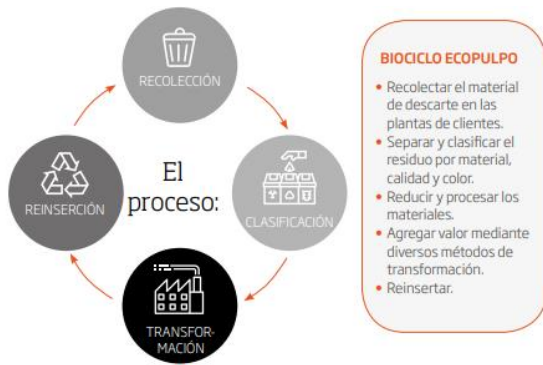 RECOLECCIÓN
El
proceso:
CLASIFICACIÓN
TRANSFOR-
MACIÓN
REINSERCIÓN
BIOCICLO ECOPULPO
• Recolectar el material
de descarte en las
plantas de clientes.
• Separar y clasificar el
residuo por material,
calidad y color.
• Reducir y procesar los
materiales.
• Agregar valor mediante
diversos métodos de
transformación.
• Reinsertar.